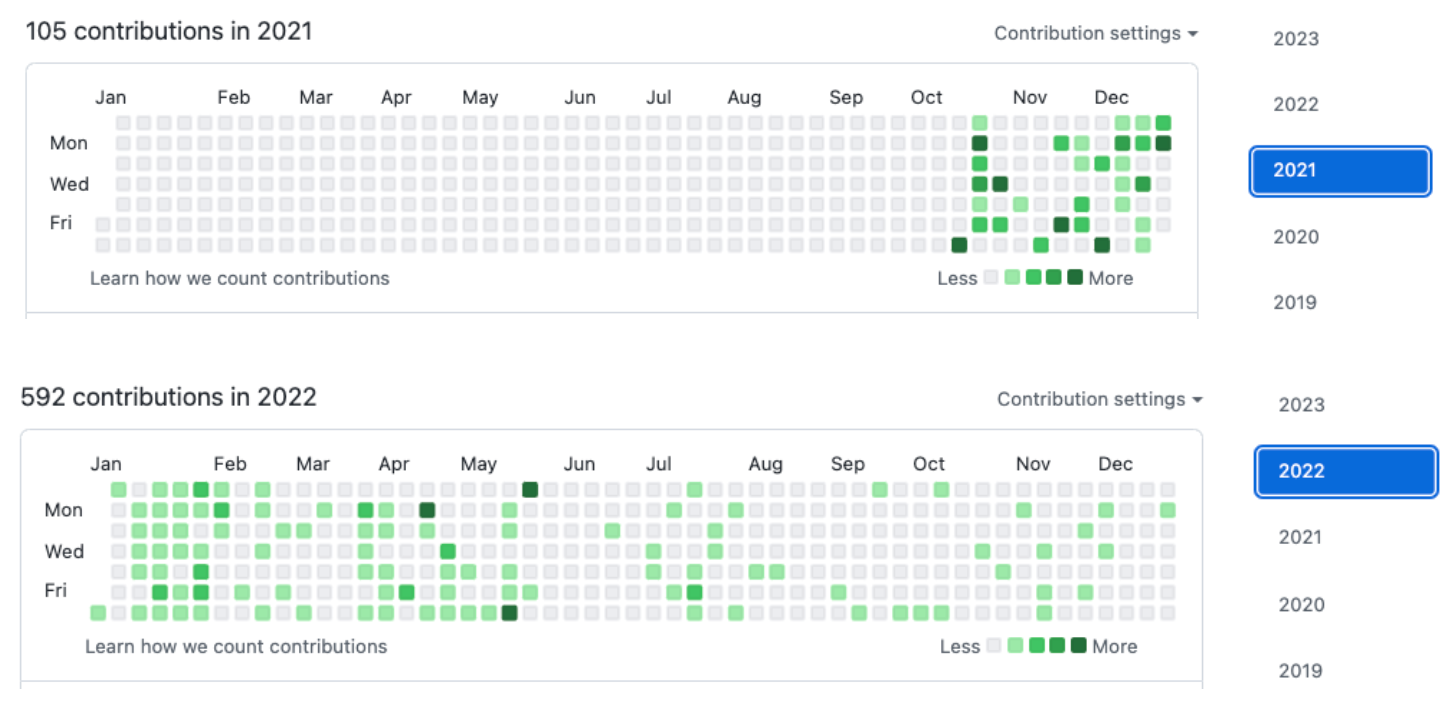 105 contributions in 2021
Contribution settings
2023
2022
2021
2020
2019
Jan Feb Mar Apr May Jun Jul Aug Sep Oct Nov Dec
Mon
Wed
Fri
Learn how we count contributions
Less More
592 contributions in 2022
Contribution settings
2023
2022
2021
2020
2019
Jan Feb Mar Apr May Jun Jul Aug Sep Oct Nov Dec
Mon
Wed
Fri
Learn how we count contributions
Less More